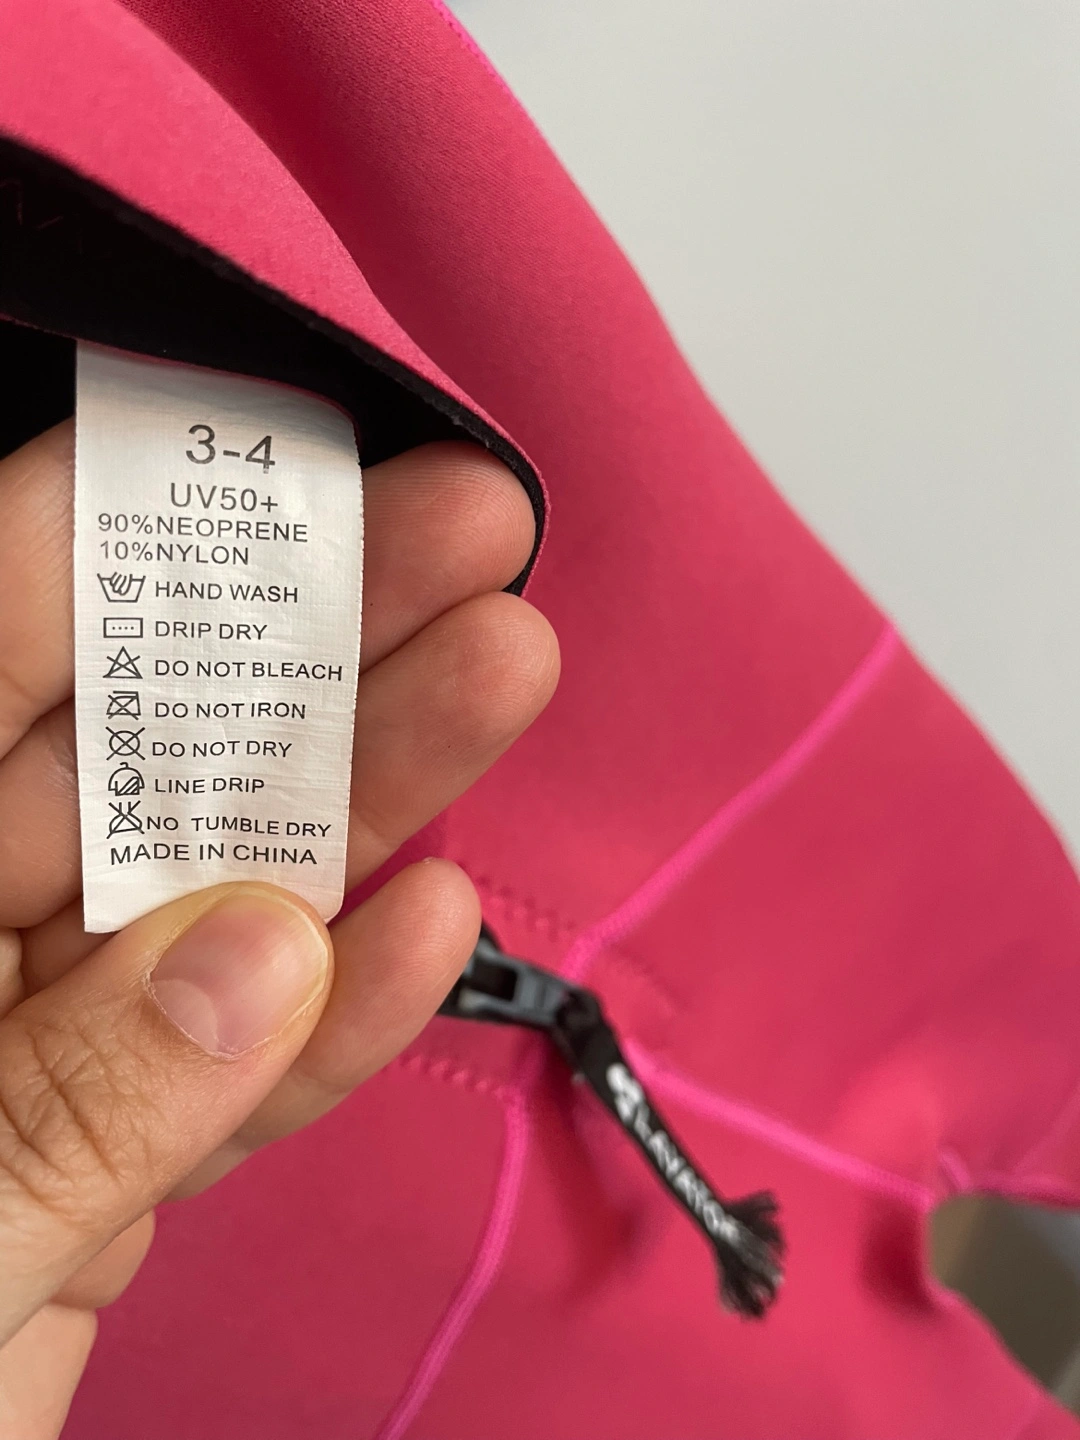 3-4
UV50+
90%NEOPRENE
10%NYLON
HAND WASH
DRIP DRY
DO NOT BLEACH
DO NOT IRON
DO NOT DRY
LINE DRIP
NO TUMBLE DRY
MADE IN CHINA